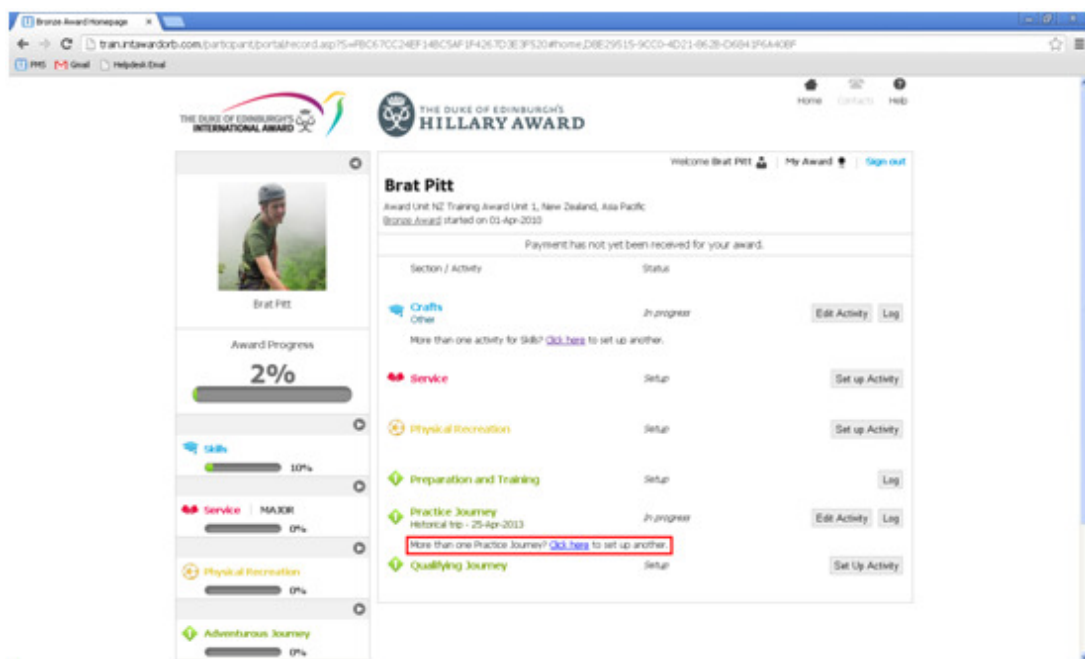 Bronze Award Homepage
PMS Gmail Helpdesk Email
Home Contacts Help
THE DUKE OF EDINBURGH'S
INTERNATIONAL AWARD
THE DUKE OF EDINBURGH'S
HILLARY AWARD
Welcome Brat Pitt My Award Sign out
Brat Pitt
Award Unit NZ Training Award Unit 1, New Zealand, Asia Pacific
Bronze Award started on 01-Apr-2010
Payment has not yet been received for your award.
Section / Activity Status
Crafts In progress Edit Activity Log
Other
More than one activity for Skills? Click here to set up another.
Service Setup Set up Activity
Physical Recreation Setup Set up Activity
Preparation and Training Setup Log
Practice Journey In progress Edit Activity Log
Historical trip - 25-Apr-2013
More than one Practice Journey? Click here to set up another.
Qualifying Journey Setup Set Up Activity
Brat Pitt
Award Progress
2%
Skills
10%
Service MAJOR
0%
Physical Recreation
0%
Adventurous Journey
0%